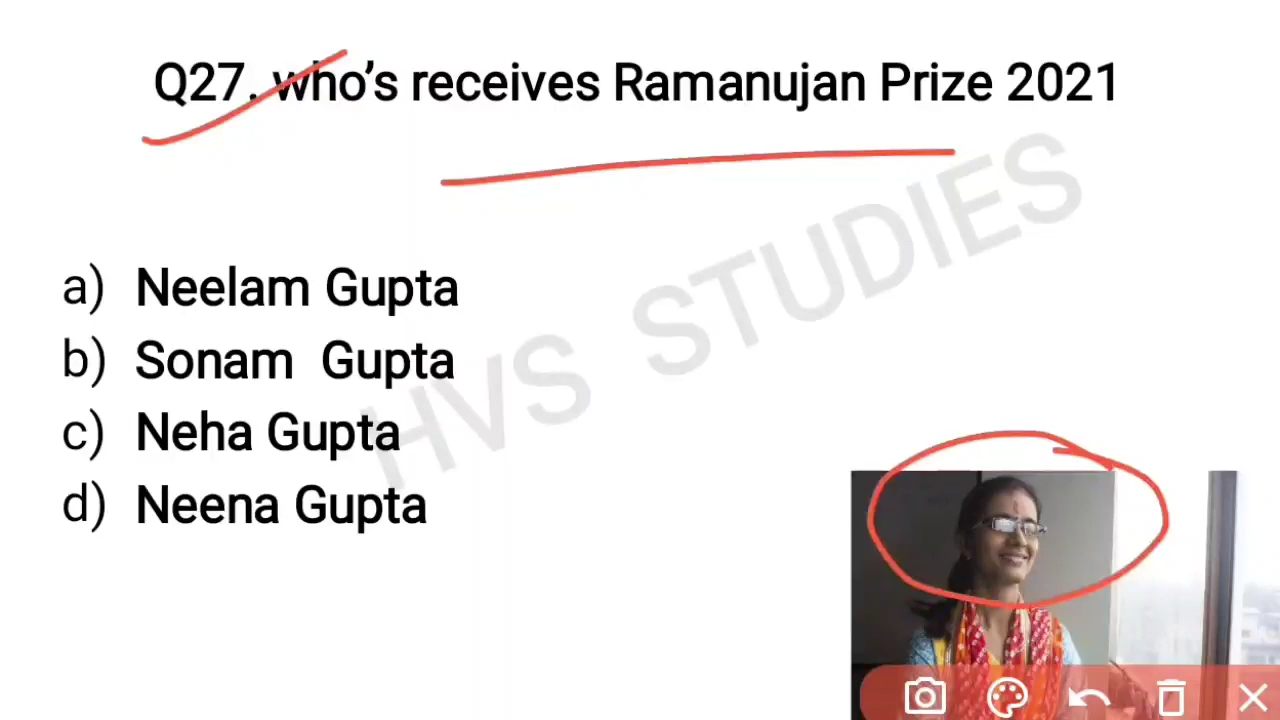 Q27. who's receives Ramanujan Prize 2021
HVS STUDIES
a) Neelam Gupta
b) Sonam Gupta
c) Neha Gupta
d) Neena Gupta